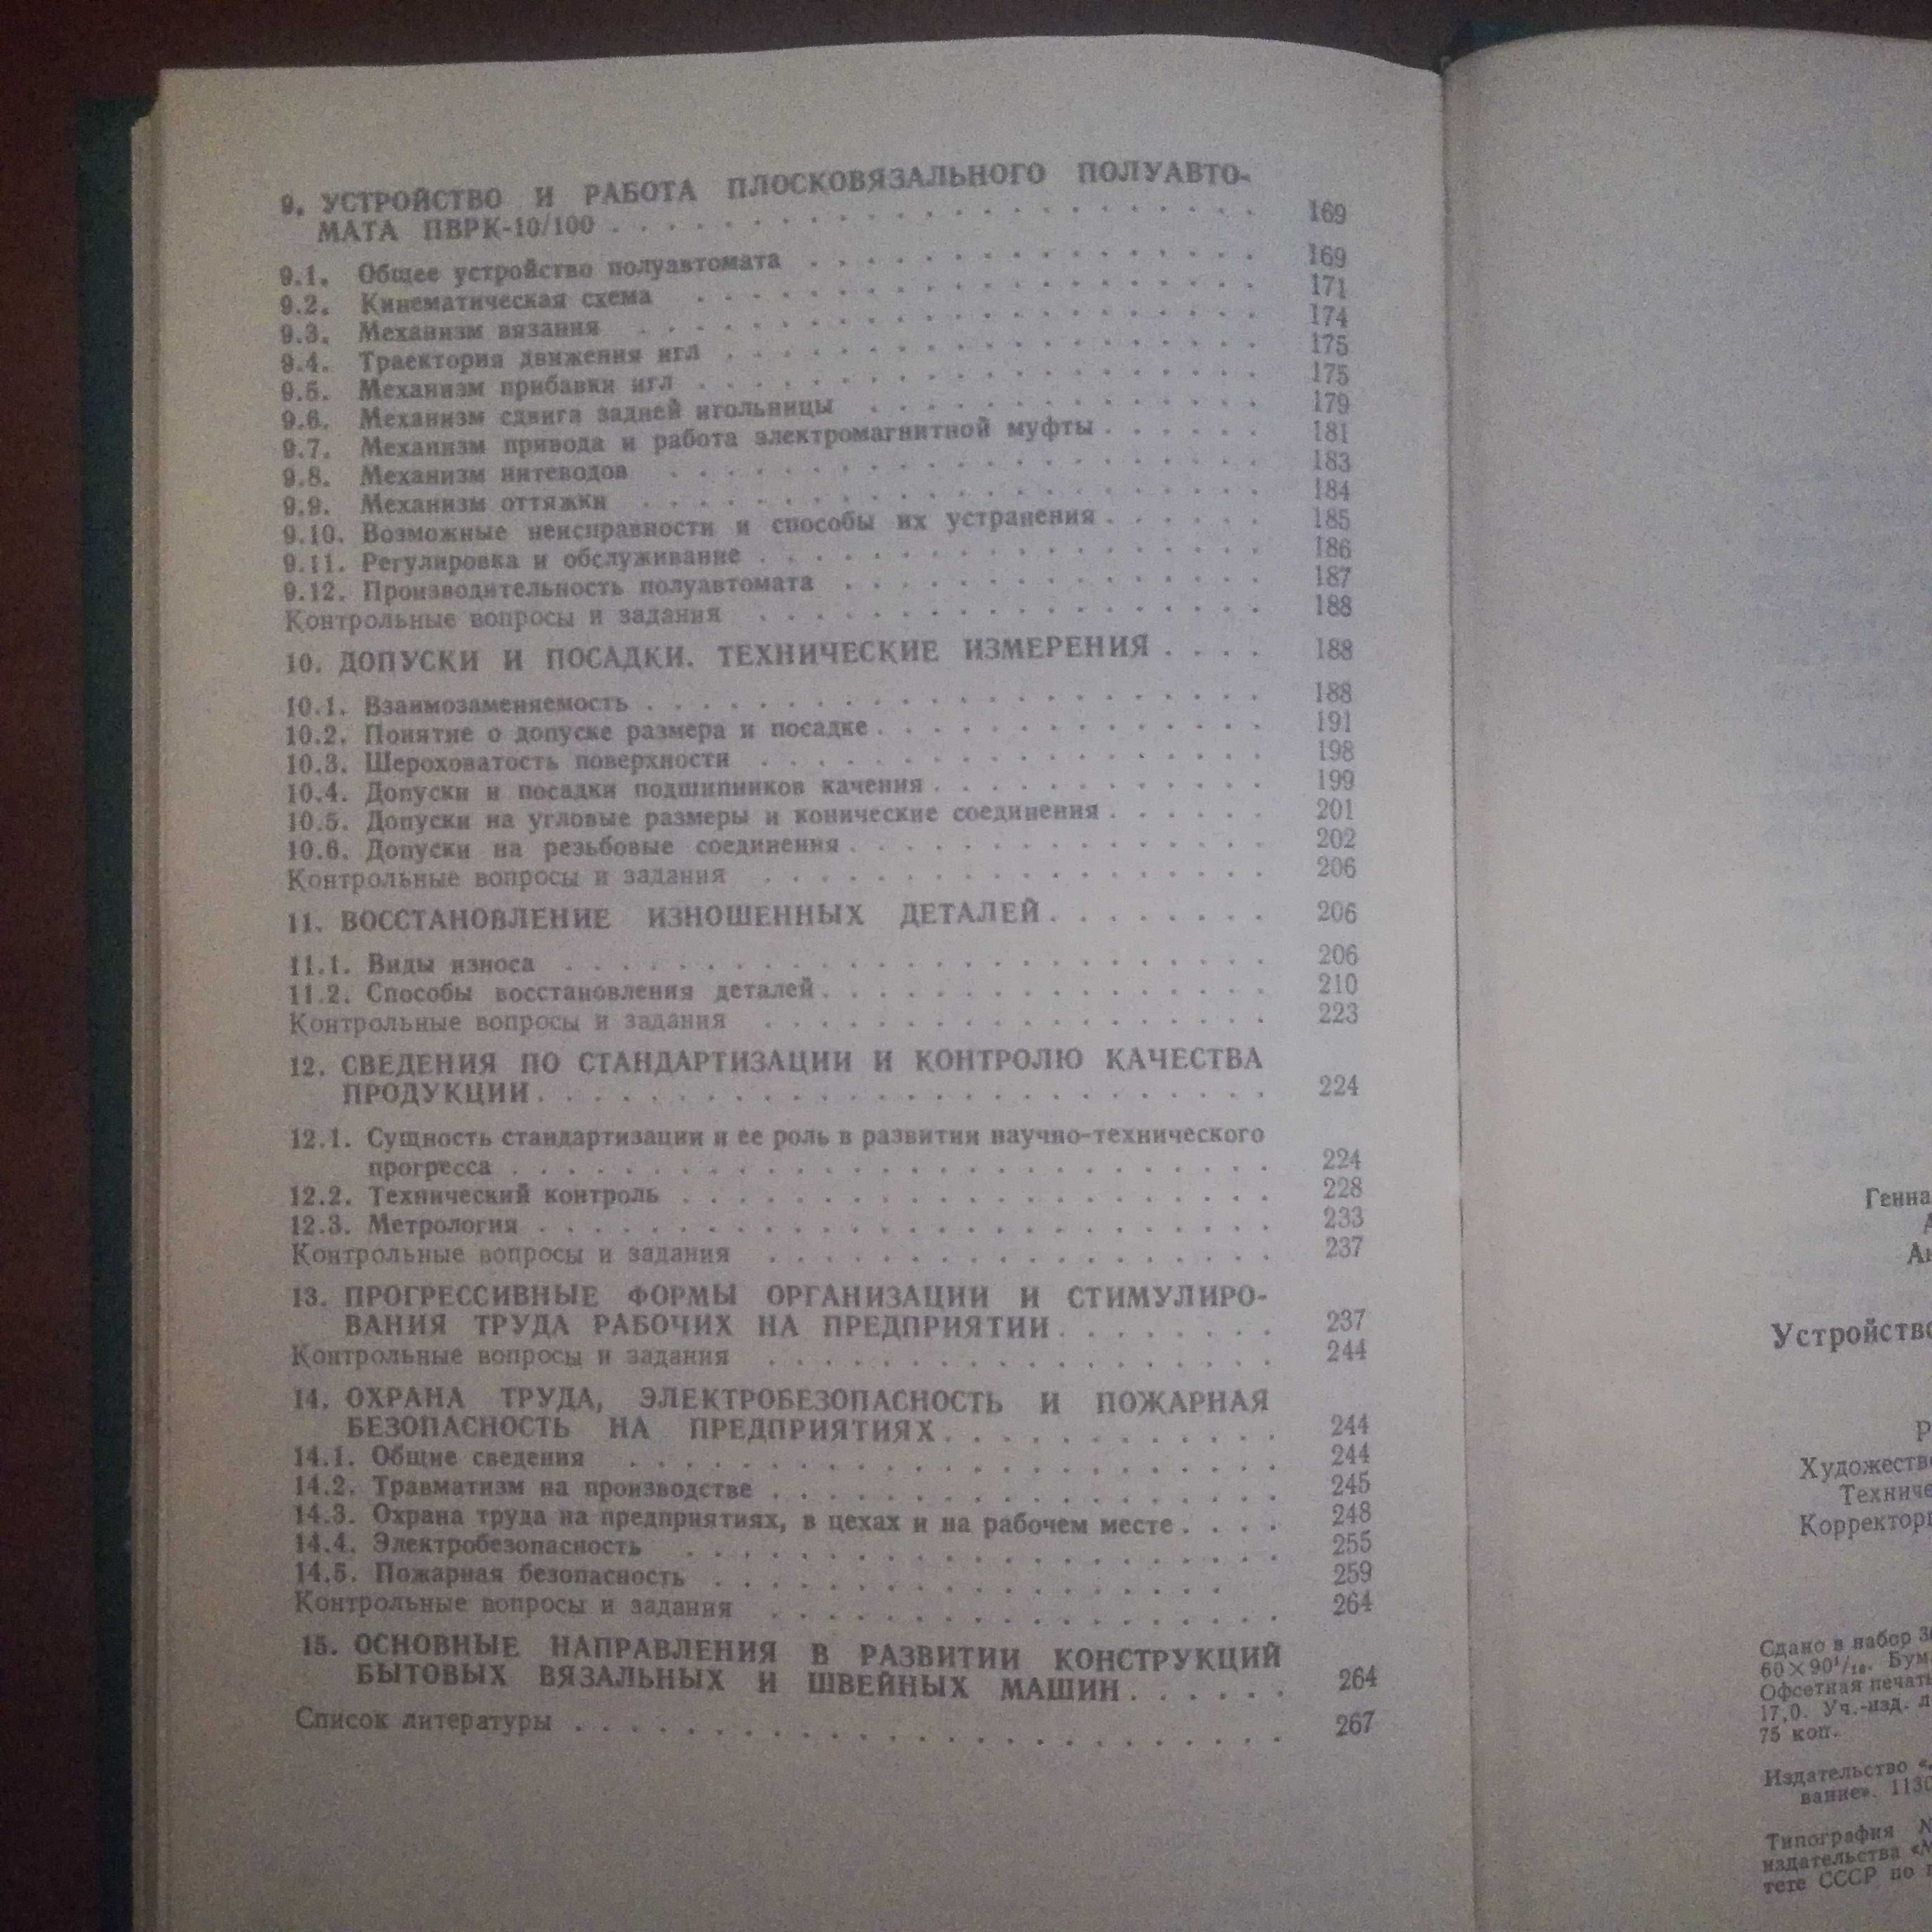 9. УСТРОЙСТВО И РАБОТА ПЛОСКОВЯЗАЛЬНОГО ПОЛУАВТО-
МАТА ПВРК-10/100 . . . . . . . . . . . . . . . . . . 169
9.1. Общее устройство полуавтомата . . . . . . . . . . . . 169
9.2. Кинематическая схема . . . . . . . . . . . . 171
9.3. Механизм вязания . . . . . . . . . . . . 174
9.4. Траектория движения игл . . . . . . . . . . . . 175
9.5. Механизм прибавки игл . . . . . . . . . . . . 175
9.6. Механизм сдвига задней игольницы . . . . . . . . . . . . 179
9.7. Механизм привода и работа электромагнитной муфты . . . . . . 181
9.8. Механизм нитеводов . . . . . . . . . . . . 183
9.9. Механизм оттяжки . . . . . . . . . . . . 184
9.10. Возможные неисправности и способы их устранения . . . . . . 185
9.11. Регулировка и обслуживание . . . . . . . . . . . . 186
9.12. Производительность полуавтомата . . . . . . . . . . . . 187
Контрольные вопросы и задания . . . . . . . . . . . . 188
10. ДОПУСКИ И ПОСАДКИ. ТЕХНИЧЕСКИЕ ИЗМЕРЕНИЯ . . . . 188
10.1. Взаимозаменяемость . . . . . . . . . . . . 188
10.2. Понятие о допуске размера и посадке . . . . . . . . . . . . 191
10.3. Шероховатость поверхности . . . . . . . . . . . . 198
10.4. Допуски и посадки подшипников качения . . . . . . . . . . . . 199
10.5. Допуски на угловые размеры и конические соединения . . . . . . 201
10.6. Допуски на резьбовые соединения . . . . . . . . . . . . 202
Контрольные вопросы и задания . . . . . . . . . . . . 206
11. ВОССТАНОВЛЕНИЕ ИЗНОШЕННЫХ ДЕТАЛЕЙ . . . . . . . . 206
11.1. Виды износа . . . . . . . . . . . . 206
11.2. Способы восстановления деталей . . . . . . . . . . . . 210
Контрольные вопросы и задания . . . . . . . . . . . . 223
12. СВЕДЕНИЯ ПО СТАНДАРТИЗАЦИИ И КОНТРОЛЮ КАЧЕСТВА
ПРОДУКЦИИ . . . . . . . . . . . . 224
12.1. Сущность стандартизации и ее роль в развитии научно-технического
прогресса . . . . . . . . . . . . 224
12.2. Технический контроль . . . . . . . . . . . . 228
12.3. Метрология . . . . . . . . . . . . 233
Контрольные вопросы и задания . . . . . . . . . . . . 237
13. ПРОГРЕССИВНЫЕ ФОРМЫ ОРГАНИЗАЦИИ И СТИМУЛИРО-
ВАНИЯ ТРУДА РАБОЧИХ НА ПРЕДПРИЯТИИ . . . . . . . . 237
Контрольные вопросы и задания . . . . . . . . . . . . 244
14. ОХРАНА ТРУДА, ЭЛЕКТРОБЕЗОПАСНОСТЬ И ПОЖАРНАЯ
БЕЗОПАСНОСТЬ НА ПРЕДПРИЯТИЯХ . . . . . . . . . . . . 244
14.1. Общие сведения . . . . . . . . . . . . 244
14.2. Травматизм на производстве . . . . . . . . . . . . 245
14.3. Охрана труда на предприятиях, в цехах и на рабочем месте . . . . 248
14.4. Электробезопасность . . . . . . . . . . . . 255
14.5. Пожарная безопасность . . . . . . . . . . . . 259
Контрольные вопросы и задания . . . . . . . . . . . . 264
15. ОСНОВНЫЕ НАПРАВЛЕНИЯ В РАЗВИТИИ КОНСТРУКЦИЙ
БЫТОВЫХ ВЯЗАЛЬНЫХ И ШВЕЙНЫХ МАШИН . . . . . . 264
Список литературы . . . . . . . . . . . . 267
Генна
Устройство
Художестве
Техниче
Корректор
Сдано в набор
60×90¹/₁₆. Бум
Офсетная печать
17,0. Уч.-изд. л
75 коп.
Издательство
вание». 113
Типография
издательства
тете СССР по